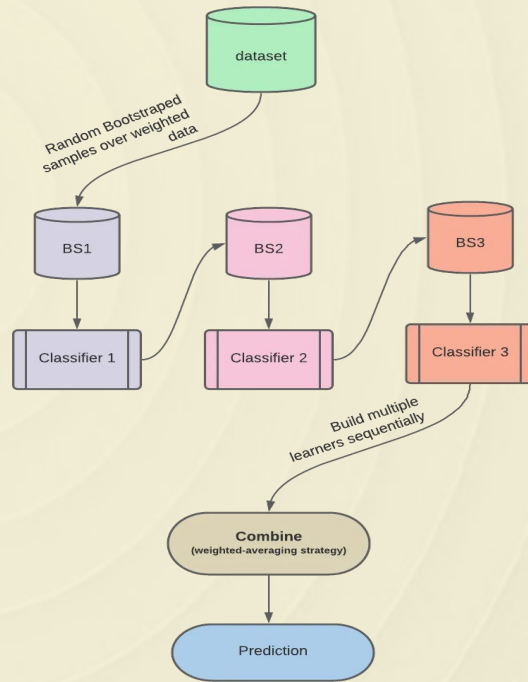 dataset
Random Bootstraped
samples over weighted
data
BS1
BS2
BS3
Classifier 1
Classifier 2
Classifier 3
Build multiple
learners sequentially
Combine
(weighted-averaging strategy)
Prediction